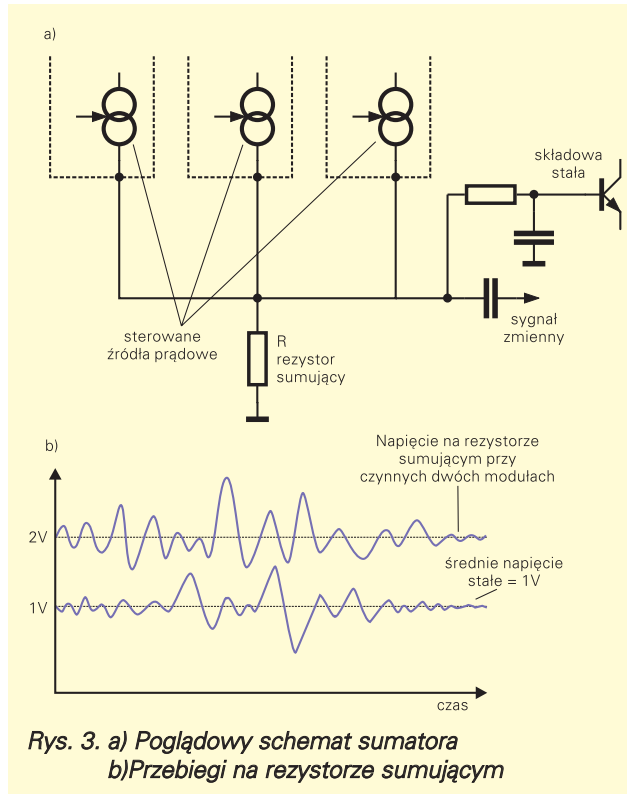 a)
składowa
stała
sterowane
źródła prądowe
R
rezystor
sumujący
sygnał
zmienny
b)
Napięcie na rezystorze
sumującym przy
czynnych dwóch modułach
2V
średnie napięcie
stałe = 1V
1V
czas
Rys. 3. a) Poglądowy schemat sumatora
b)Przebiegi na rezystorze sumującym